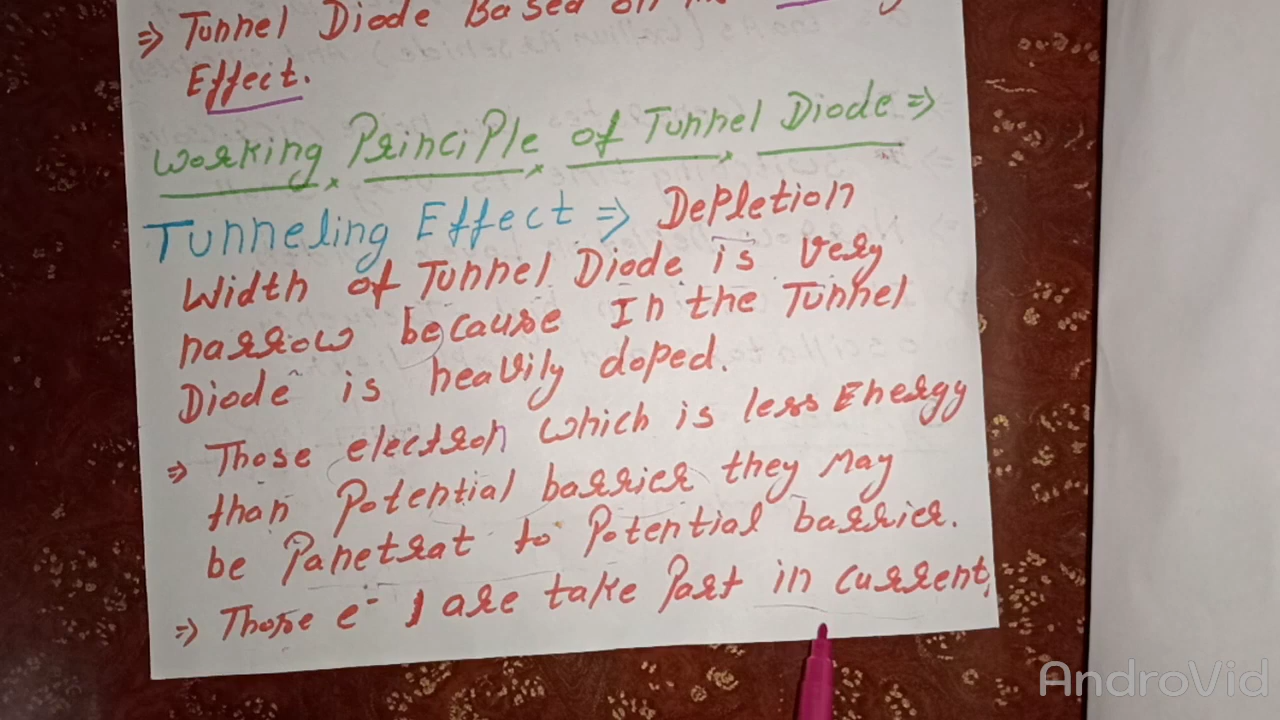 ⇒ Tunnel Diode Based on
Effect.
Working Principle of Tunnel Diode ⇒
Tunneling Effect ⇒ Depletion
Width of Tunnel Diode is very
narrow because In the Tunnel
Diode is heavily doped.
⇒ Those electron which is less Energy
than Potential barrier they May
be Panetrat to Potential barrier.
⇒ Those e⁻ are take Part in current,
AndroVid